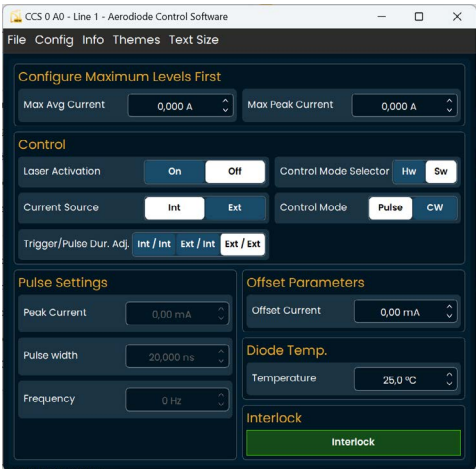 CCS 0 A0 - Line 1 - Aerodiode Control Software
File Config Info Themes Text Size
Configure Maximum Levels First
Max Avg Current 0,000 A Max Peak Current 0,000 A
Control
Laser Activation On Off Control Mode Selector Hw Sw
Current Source Int Ext Control Mode Pulse CW
Trigger/Pulse Dur. Adj. Int / Int Ext / Int Ext / Ext
Pulse Settings
Peak Current 0,00 mA
Pulse width 20,000 ns
Frequency 0 Hz
Offset Parameters
Offset Current 0,00 mA
Diode Temp.
Temperature 25,0 ºC
Interlock
Interlock